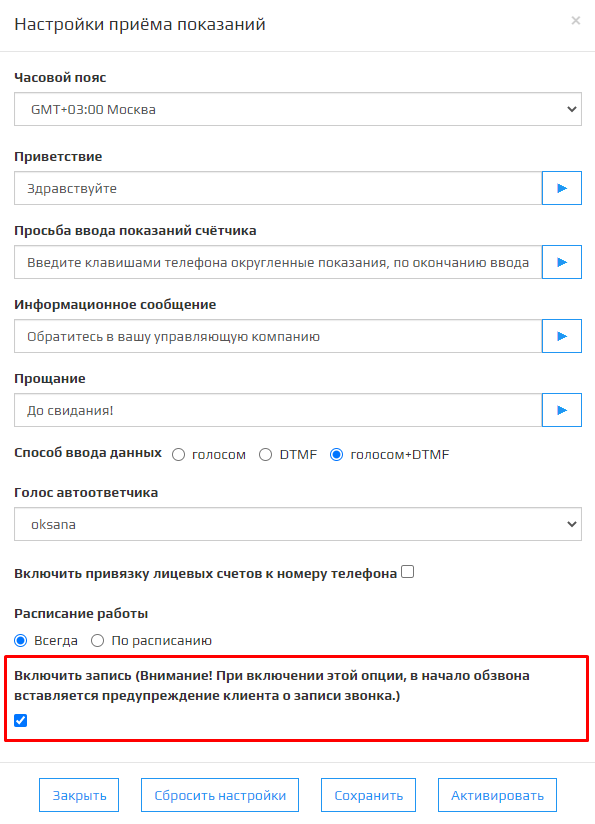 Настройки приёма показаний
×
Часовой пояс
GMT+03:00 Москва
Приветствие
Здравствуйте
Просьба ввода показаний счётчика
Введите клавишами телефона округленные показания, по окончанию ввода
Информационное сообщение
Обратитесь в вашу управляющую компанию
Прощание
До свидания!
Способ ввода данных голосом DTMF голосом+DTMF
Голос автоответчика
oksana
Включить привязку лицевых счетов к номеру телефона
Расписание работы
Всегда По расписанию
Включить запись (Внимание! При включении этой опции, в начало обзвона
вставляется предупреждение клиента о записи звонка.)
Закрыть Сбросить настройки Сохранить Активировать